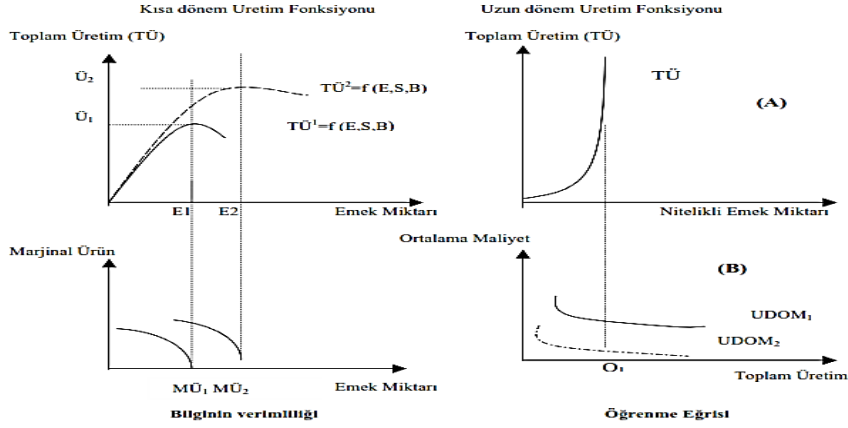 Kısa dönem Uretim Fonksiyonu
Toplam Üretim (TÜ)
Ü2
TÜ²=f (E,S,B)
Ü1
TÜ¹=f (E,S,B)
E1 E2 Emek Miktarı
Marjinal Ürün
MÜ1 MÜ2 Emek Miktarı
Bilginin verimliliği
Uzun dönem Uretim Fonksiyonu
Toplam Üretim (TÜ)
TÜ
(A)
Nitelikli Emek Miktarı
Ortalama Maliyet
(B)
UDOM1
UDOM2
O1
Toplam Üretim
Öğrenme Eğrisi